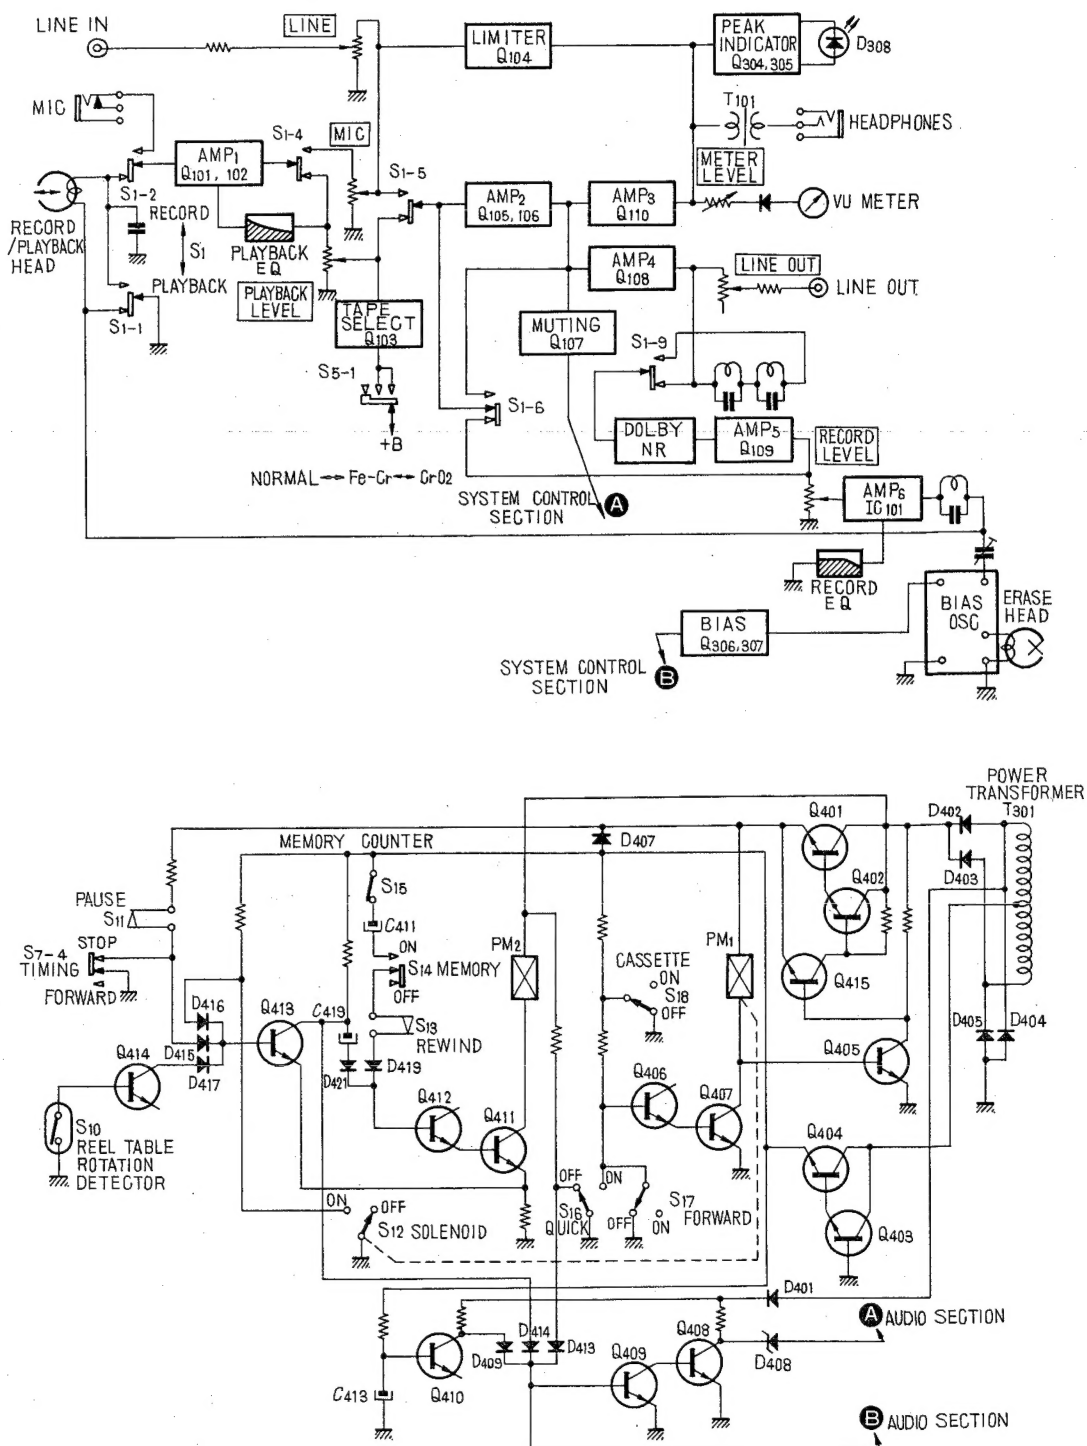 LINE IN
LINE
LIMITER
Q104
PEAK
INDICATOR
Q304, 305
D308
MIC
S1-4
MIC
T101
HEADPHONES
AMP1
Q101, 102
S1-5
METER
LEVEL
AMP2
Q105, 106
AMP3
Q110
VU METER
S1-2
RECORD
/PLAYBACK
HEAD
RECORD
S1
PLAYBACK
PLAYBACK
EQ
PLAYBACK
LEVEL
AMP4
Q108
LINE OUT
LINE OUT
S1-1
TAPE
SELECT
Q103
MUTING
Q107
S1-9
S5-1
+B
S1-6
DOLBY
NR
AMP5
Q109
RECORD
LEVEL
NORMAL Fe-Cr CrO2
SYSTEM CONTROL
SECTION
A
AMP6
IC101
RECORD
EQ
BIAS
OSC
ERASE
HEAD
BIAS
Q306, 307
SYSTEM CONTROL
SECTION
B
POWER
TRANSFORMER
T301
Q401
D402
MEMORY COUNTER
D407
D403
Q402
PAUSE
S11
S15
C411
ON
S7-4
TIMING
STOP
FORWARD
S14 MEMORY
OFF
PM2
CASSETTE
ON
S18
OFF
PM1
Q415
D416
Q413
C419
S13
REWIND
D405
D404
Q414
D415
D417
D421
D419
Q405
Q412
Q411
Q406
Q407
S10
REEL TABLE
ROTATION
DETECTOR
Q404
ON
OFF
S12 SOLENOID
OFF
ON
S16
QUICK
S17
FORWARD
OFF
ON
Q403
D401
A AUDIO SECTION
D414
D409
D413
Q408
Q409
D408
C413
Q410
B AUDIO SECTION